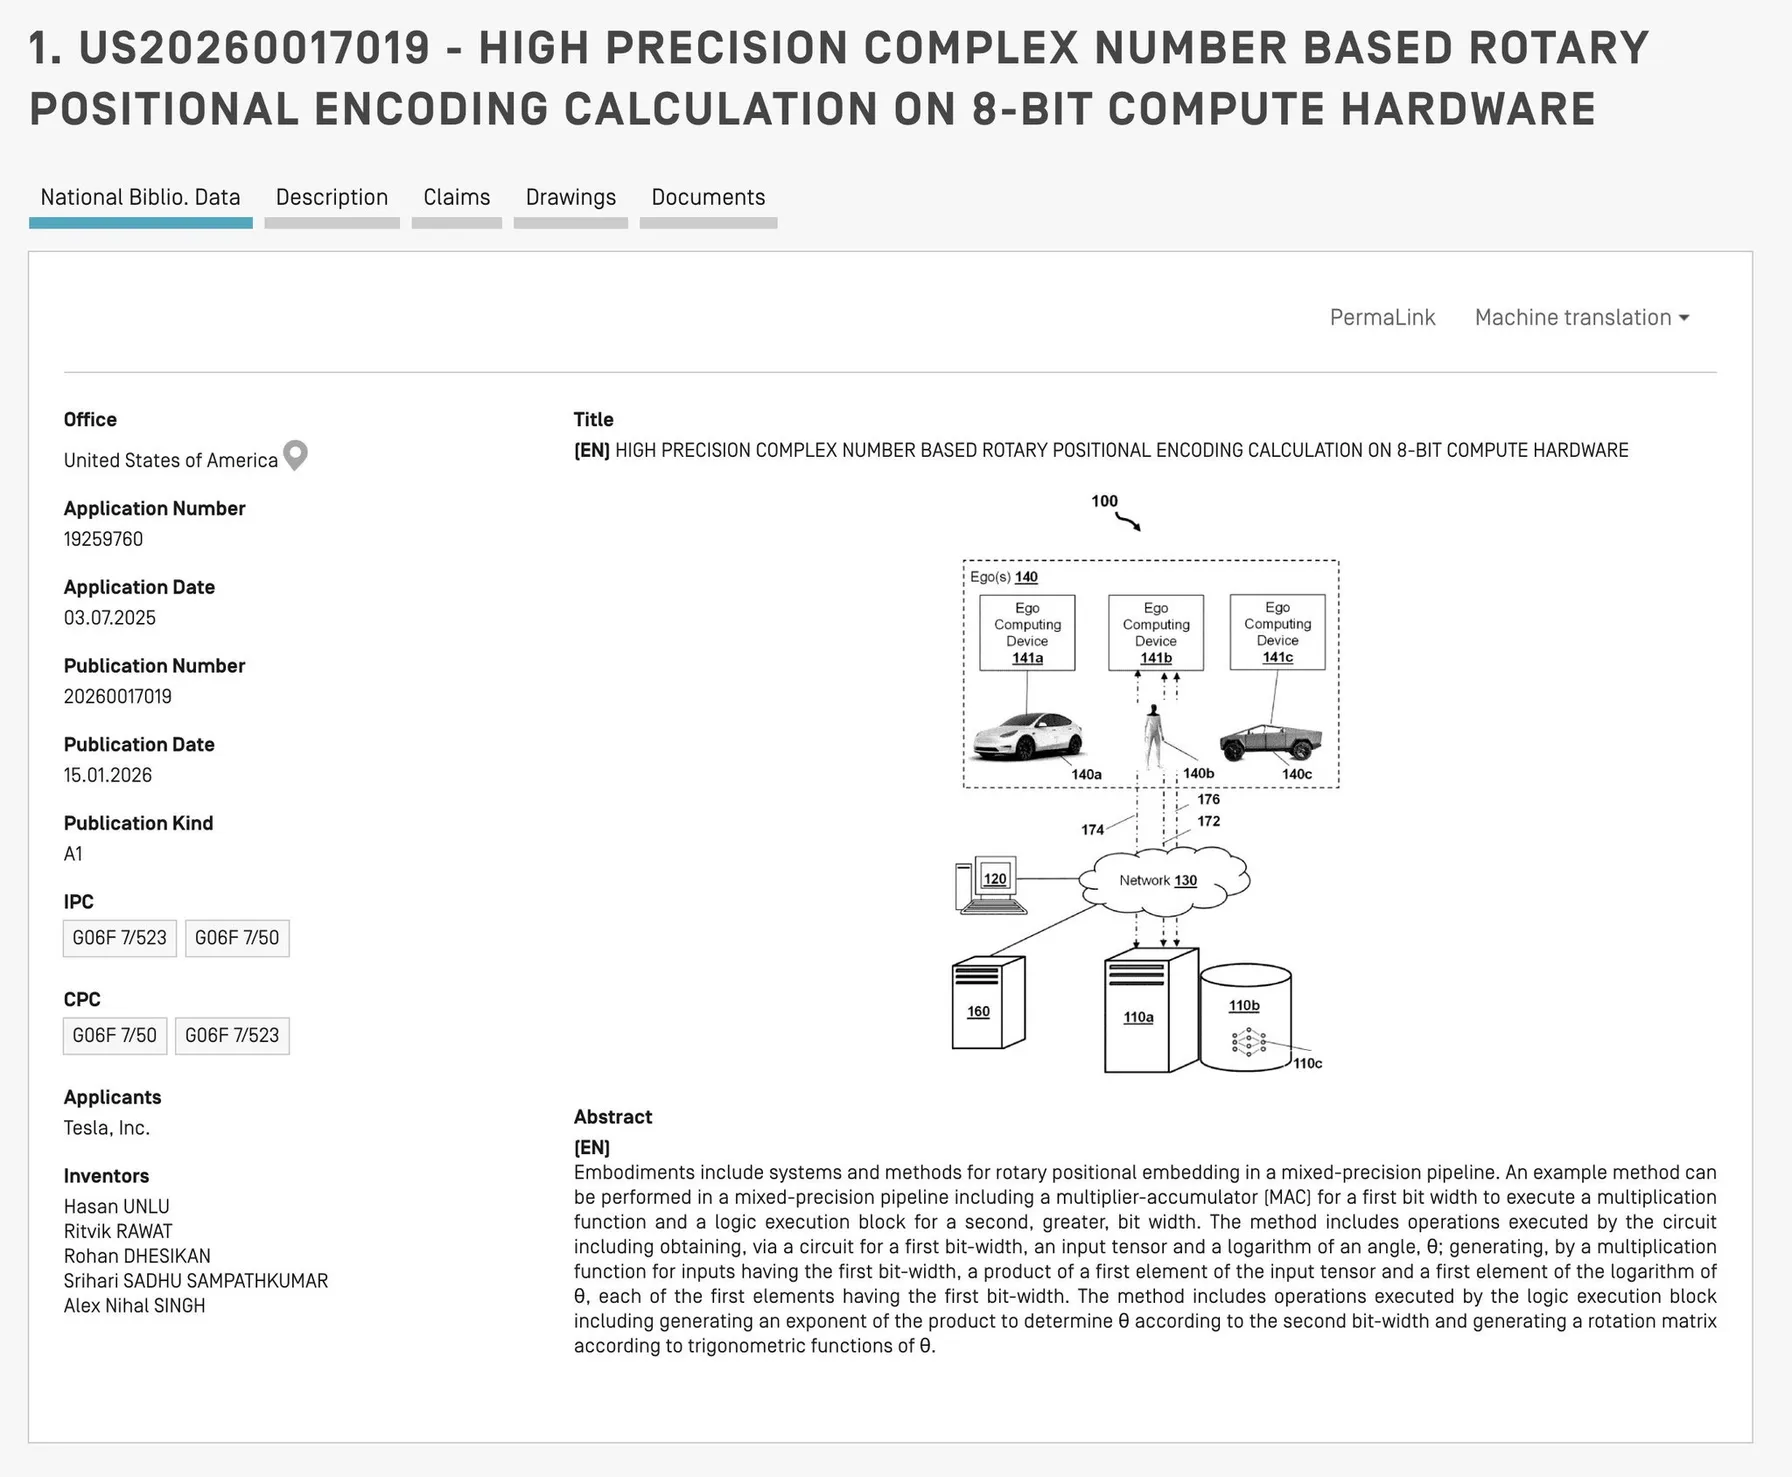 1. US20260017019 - HIGH PRECISION COMPLEX NUMBER BASED ROTARY
POSITIONAL ENCODING CALCULATION ON 8-BIT COMPUTE HARDWARE
National Biblio. Data
Description
Claims
Drawings
Documents
PermaLink
Machine translation
Office
United States of America
Application Number
19259760
Application Date
03.07.2025
Publication Number
20260017019
Publication Date
15.01.2026
Publication Kind
A1
IPC
G06F 7/523
G06F 7/50
CPC
G06F 7/50
G06F 7/523
Applicants
Tesla, Inc.
Inventors
Hasan UNLU
Ritvik RAWAT
Rohan DHESIKAN
Srihari SADHU SAMPATHKUMAR
Alex Nihal SINGH
Title
[EN] HIGH PRECISION COMPLEX NUMBER BASED ROTARY POSITIONAL ENCODING CALCULATION ON 8-BIT COMPUTE HARDWARE
100
Ego(s) 140
Ego
Computing
Device
141a
Ego
Computing
Device
141b
Ego
Computing
Device
141c
140a
140b
140c
176
174
172
120
Network 130
160
110a
110b
110c
Abstract
[EN]
Embodiments include systems and methods for rotary positional embedding in a mixed-precision pipeline. An example method can
be performed in a mixed-precision pipeline including a multiplier-accumulator (MAC) for a first bit width to execute a multiplication
function and a logic execution block for a second, greater, bit width. The method includes operations executed by the circuit
including obtaining, via a circuit for a first bit-width, an input tensor and a logarithm of an angle, θ; generating, by a multiplication
function for inputs having the first bit-width, a product of a first element of the input tensor and a first element of the logarithm of
θ, each of the first elements having the first bit-width. The method includes operations executed by the logic execution block
including generating an exponent of the product to determine θ according to the second bit-width and generating a rotation matrix
according to trigonometric functions of θ.